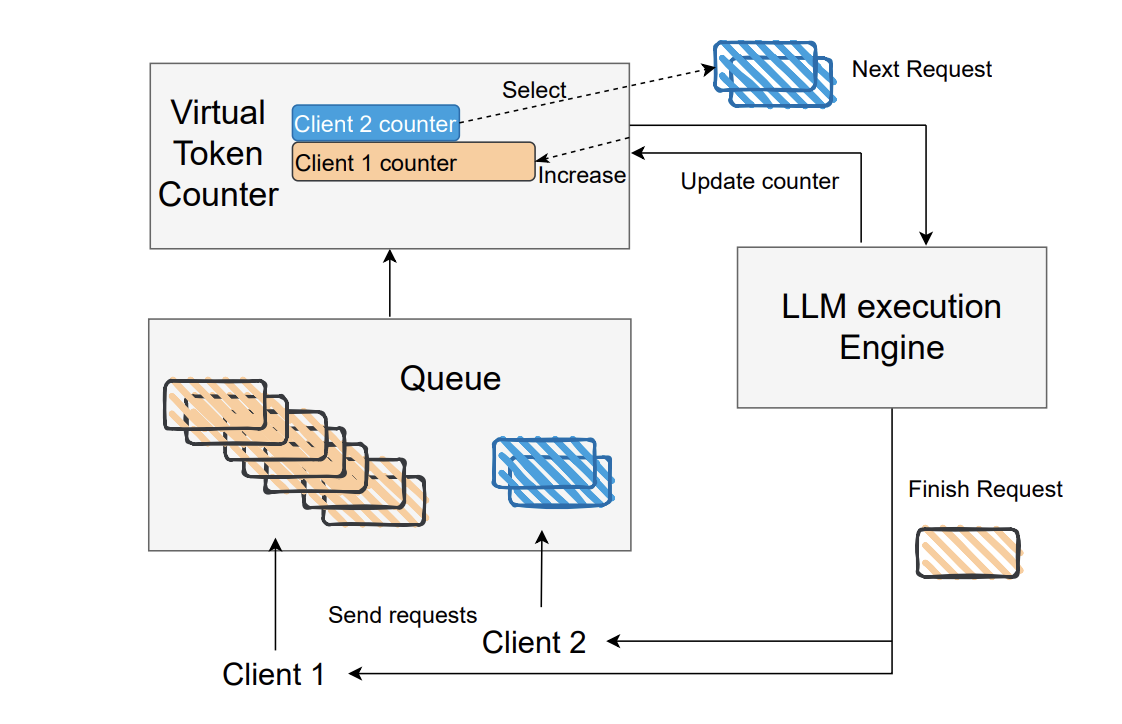 Virtual
Token
Counter
Client 2 counter
Client 1 counter
Select
Increase
Next Request
Update counter
LLM execution
Engine
Queue
Finish Request
Send requests
Client 2
Client 1